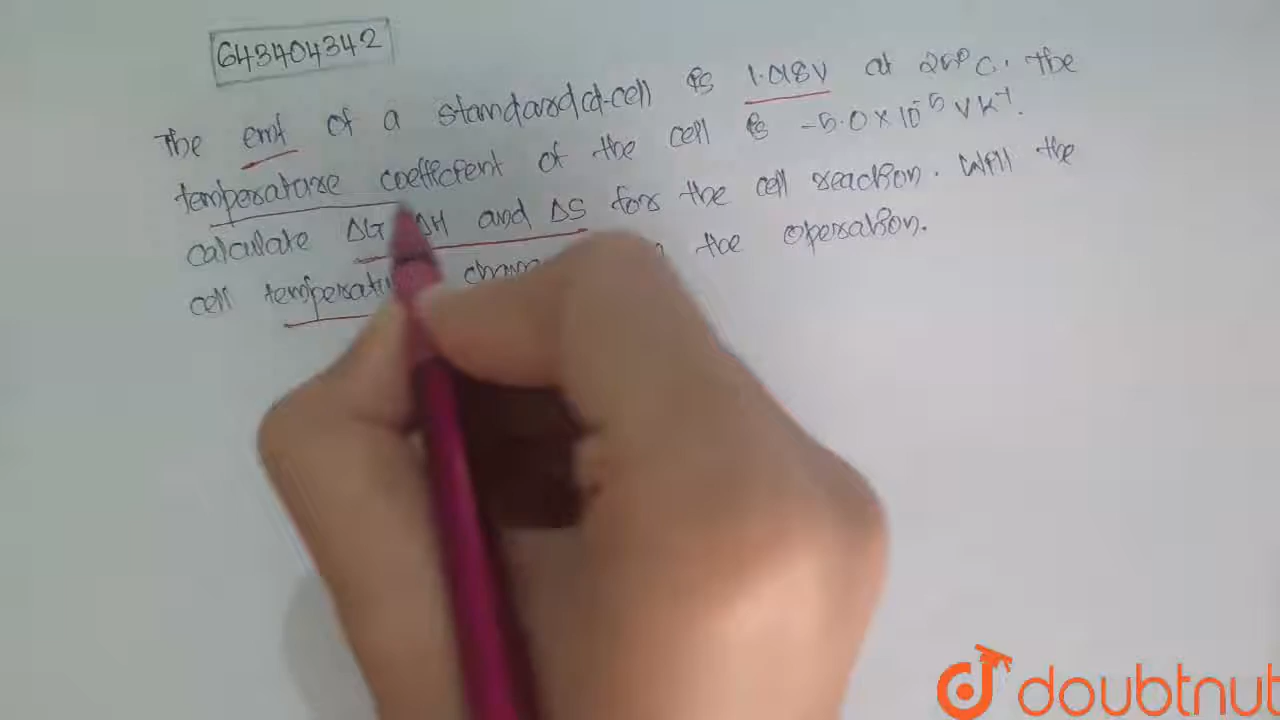 643404342
The emf of a standard cd-cell is 1.018V at 25°C. The
temperature coefficient of the cell is -5.0×10⁻⁵ VK⁻¹.
calculate ΔG ΔH and ΔS for the cell reaction. Will the
cell the operation.
doubtnut